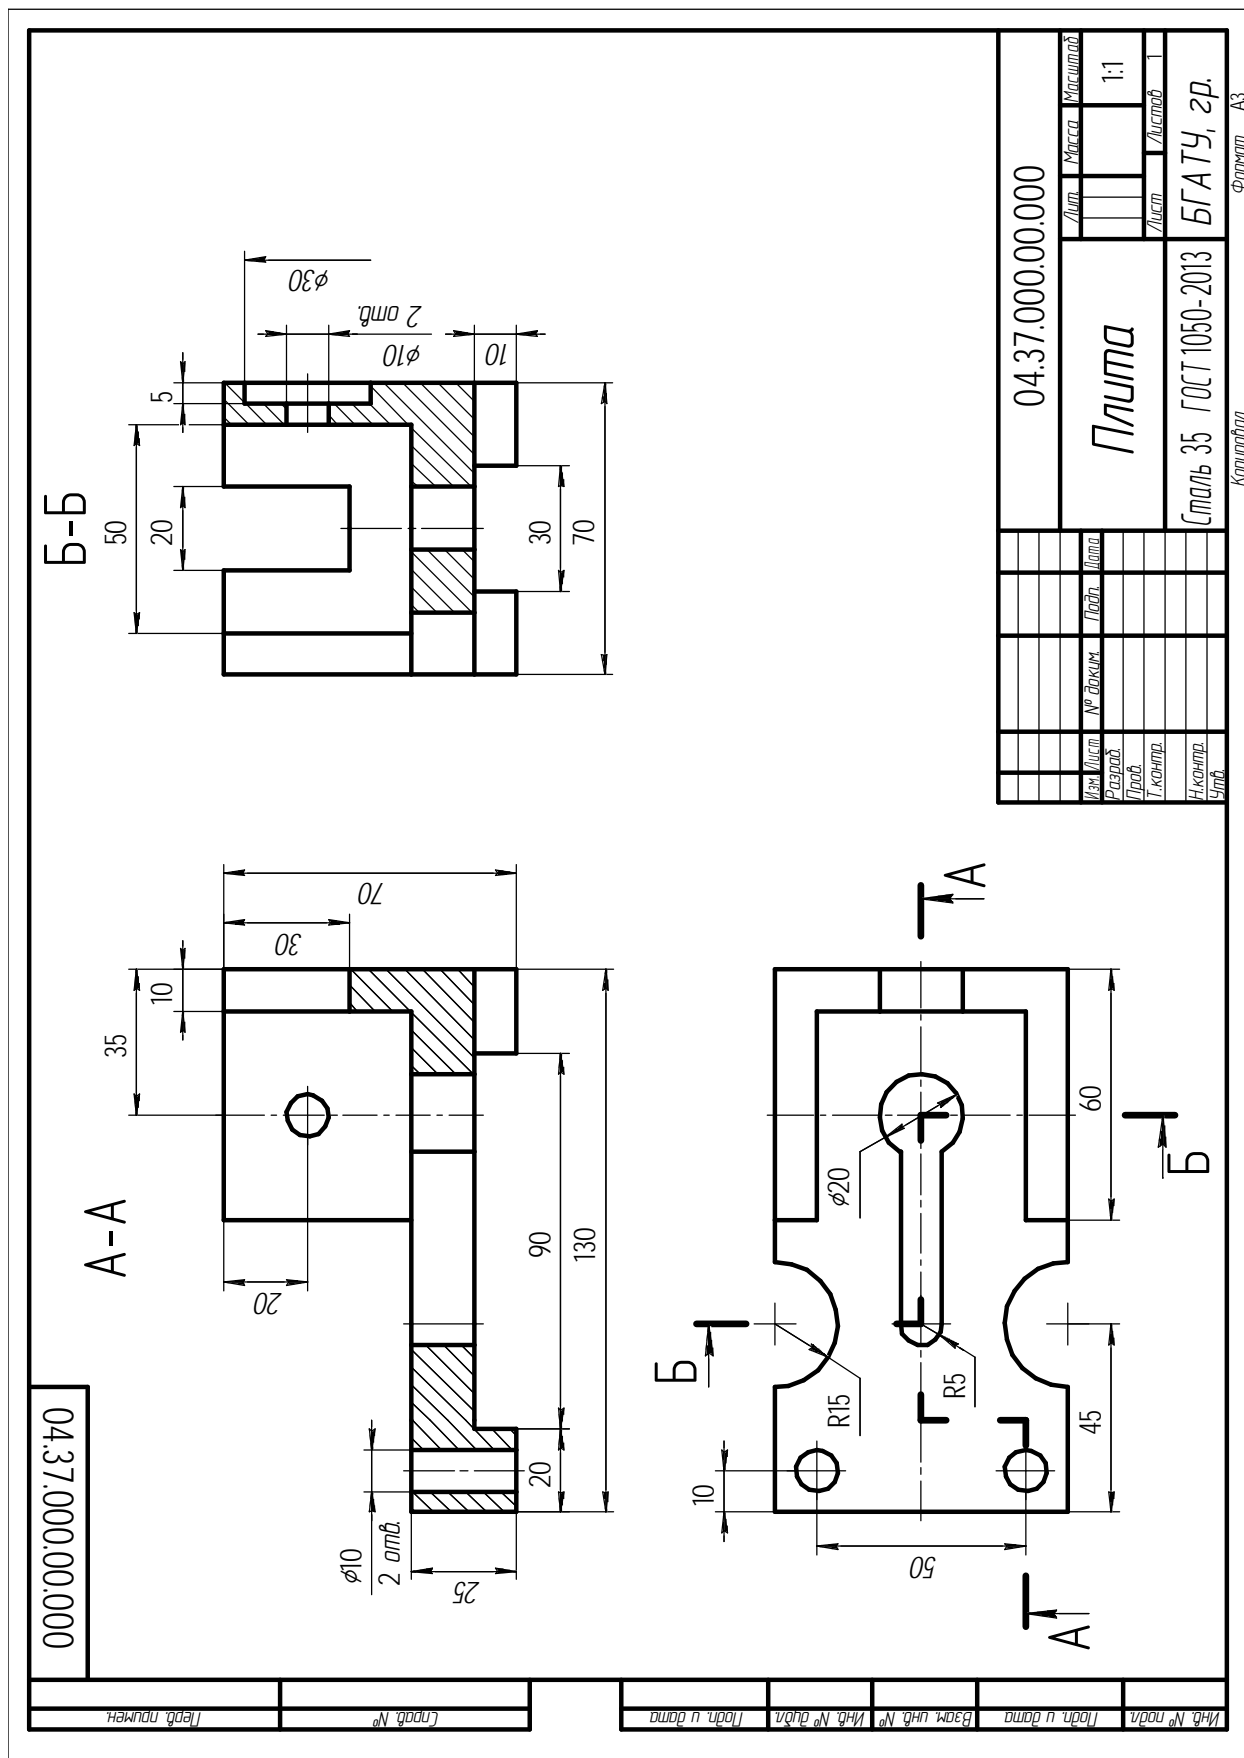 04.37.000.00.000
Перв. примен.
Справ. №
Подп. и дата
Инв. № дубл.
Взам. инв. №
Подп. и дата
Инв. № подл.
А-А
35
10
30
70
20
ϕ10
2 отв.
25
20
90
130
Б-Б
50
20
5
ϕ30
ϕ10
2 отв.
10
30
70
Б
А
R15
R5
ϕ20
10
50
45
60
А
Б
04.37.000.00.000
Изм. Лист № докум. Подп. Дата
Разраб.
Пров.
Т.контр.
Н.контр.
Утв.
Плита
Лит. Масса Масштаб
1:1
Лист Листов 1
Сталь 35 ГОСТ 1050-2013
БГАТУ, гр.
Копировал Формат А3